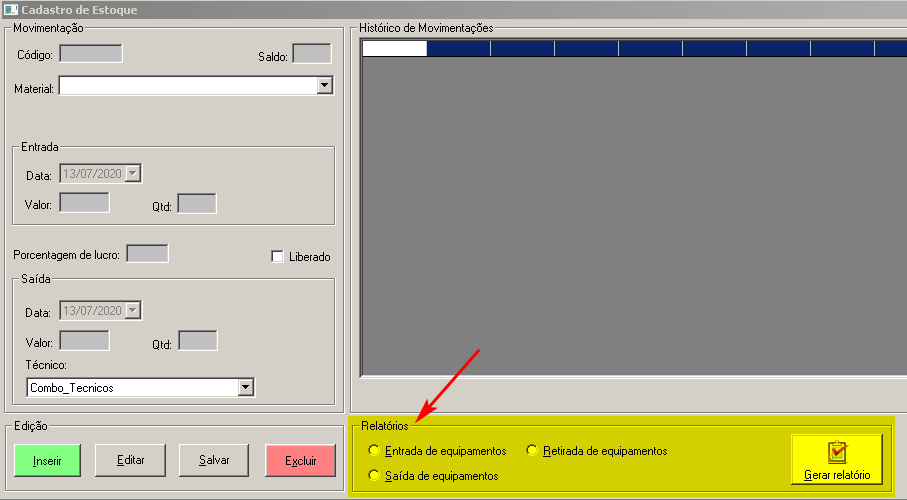 Cadastro de Estoque
Movimentação
Código:
Saldo:
Material:
Entrada
Data: 13/07/2020
Valor:
Qtd:
Porcentagem de lucro:
Liberado
Saída
Data: 13/07/2020
Valor:
Qtd:
Técnico:
Combo_Tecnicos
Histórico de Movimentações
Edição
Inserir
Editar
Salvar
Excluir
Relatórios
Entrada de equipamentos
Retirada de equipamentos
Saída de equipamentos
Gerar relatório